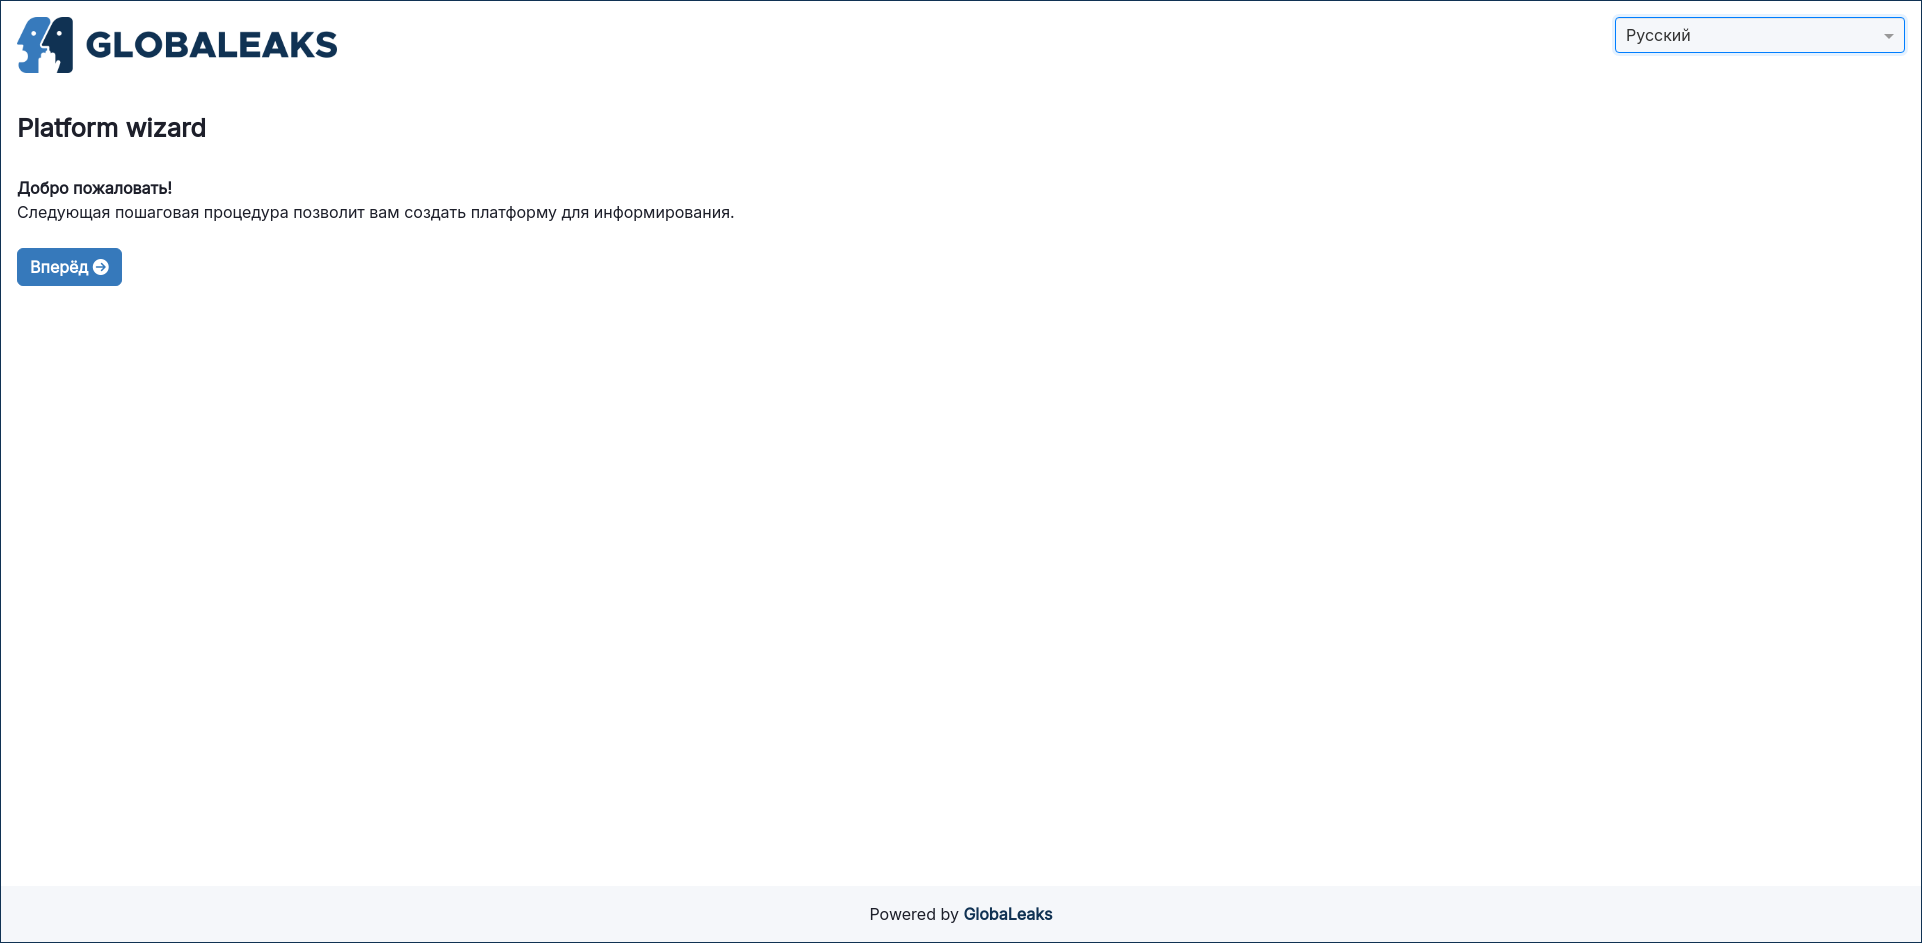 GLOBALEAKS
Русский
Platform wizard
Добро пожаловать!
Следующая пошаговая процедура позволит вам создать платформу для информирования.
Вперёд
Powered by GlobaLeaks